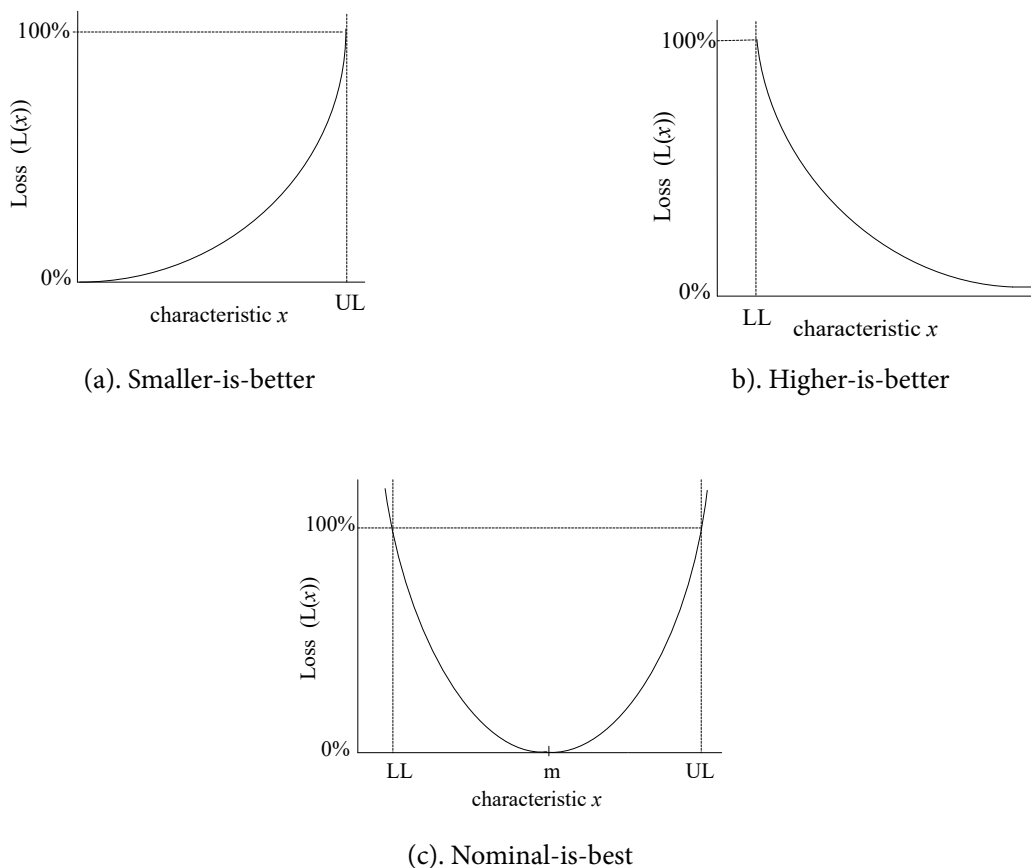 100%
Loss (L(x))
0%
UL
characteristic x
(a). Smaller-is-better
100%
Loss (L(x))
0%
LL
characteristic x
b). Higher-is-better
100%
Loss (L(x))
0%
LL
m
UL
characteristic x
(c). Nominal-is-best